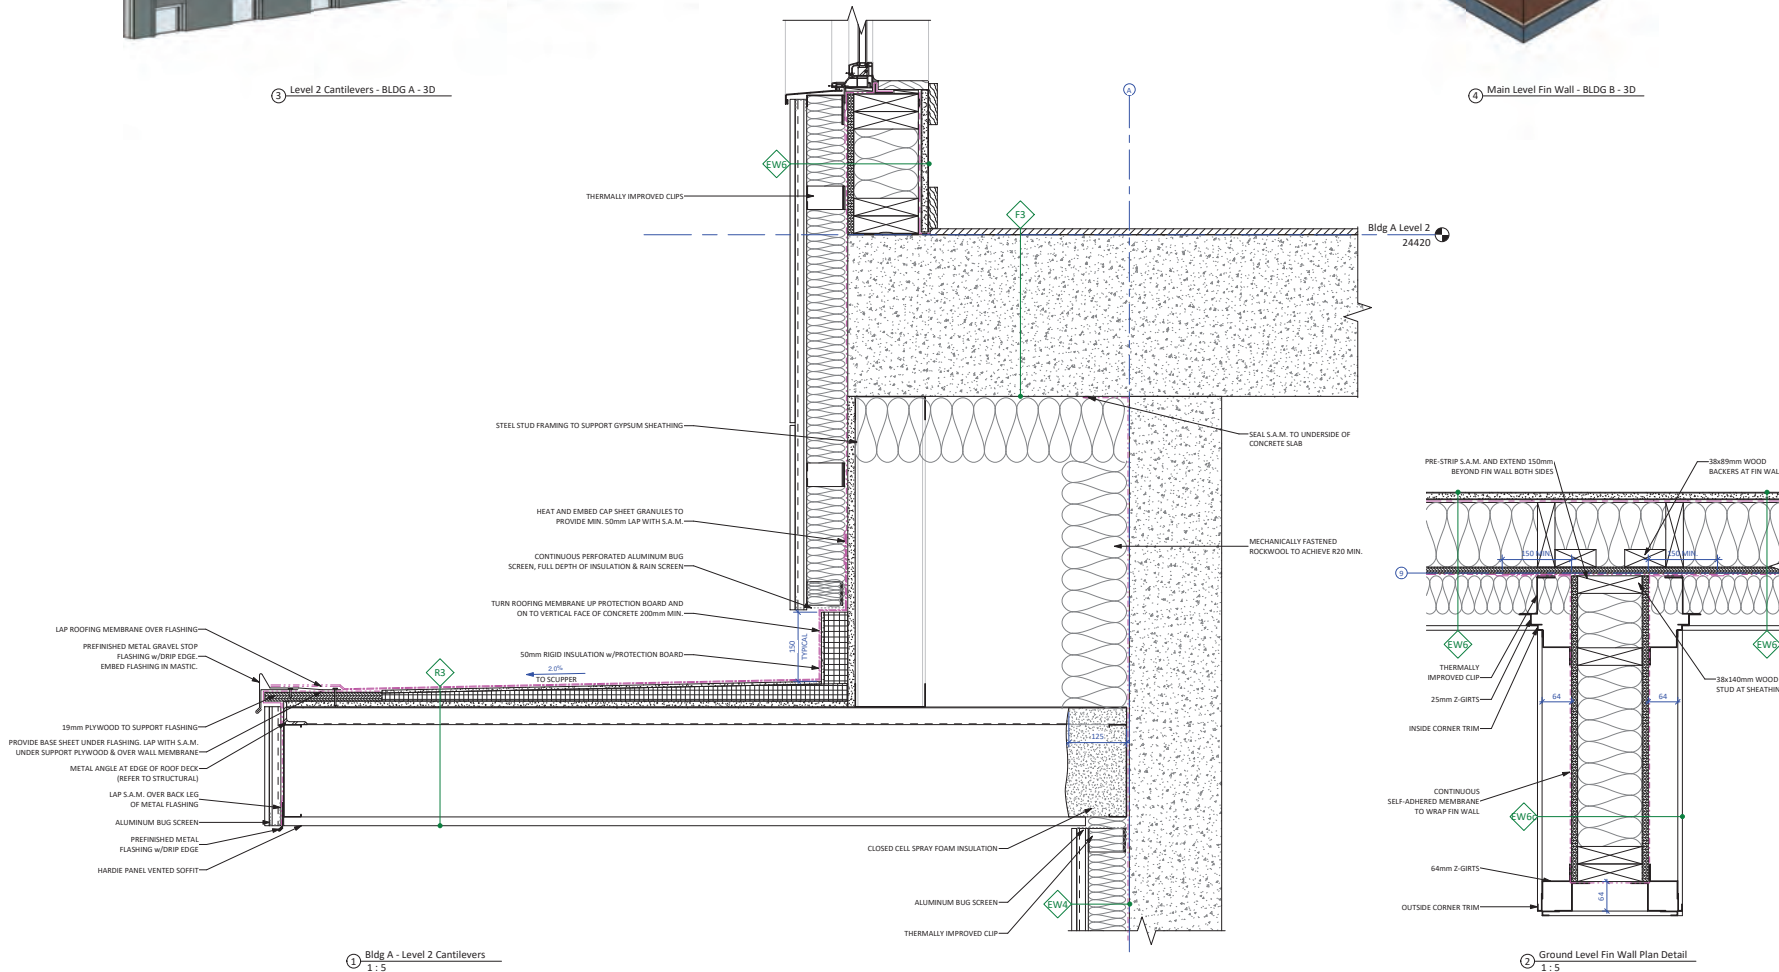 3 Level 2 Cantilevers - BLDG A - 3D
4 Main Level Fin Wall - BLDG B - 3D
A
EW6
THERMALLY IMPROVED CLIPS
F3
Bldg A Level 2
24420
STEEL STUD FRAMING TO SUPPORT GYPSUM SHEATHING
SEAL S.A.M. TO UNDERSIDE OF
CONCRETE SLAB
HEAT AND EMBED CAP SHEET GRANULES TO
PROVIDE MIN. 50mm LAP WITH S.A.M.
MECHANICALLY FASTENED
ROCKWOOL TO ACHIEVE R20 MIN.
CONTINUOUS PERFORATED ALUMINUM BUG
SCREEN, FULL DEPTH OF INSULATION & RAIN SCREEN
TURN ROOFING MEMBRANE UP PROTECTION BOARD AND
ON TO VERTICAL FACE OF CONCRETE 200mm MIN.
150
TYPICAL
50mm RIGID INSULATION w/PROTECTION BOARD
2.0%
TO SCUPPER
R3
LAP ROOFING MEMBRANE OVER FLASHING
PREFINISHED METAL GRAVEL STOP
FLASHING w/DRIP EDGE.
EMBED FLASHING IN MASTIC.
19mm PLYWOOD TO SUPPORT FLASHING
PROVIDE BASE SHEET UNDER FLASHING. LAP WITH S.A.M.
UNDER SUPPORT PLYWOOD & OVER WALL MEMBRANE
METAL ANGLE AT EDGE OF ROOF DECK
(REFER TO STRUCTURAL)
LAP S.A.M. OVER BACK LEG
OF METAL FLASHING
ALUMINUM BUG SCREEN
PREFINISHED METAL
FLASHING w/DRIP EDGE
HARDIE PANEL VENTED SOFFIT
125
CLOSED CELL SPRAY FOAM INSULATION
ALUMINUM BUG SCREEN
EW4
THERMALLY IMPROVED CLIP
1 Bldg A - Level 2 Cantilevers
1 : 5
PRE-STRIP S.A.M. AND EXTEND 150mm
BEYOND FIN WALL BOTH SIDES
38x89mm WOOD
BACKERS AT FIN WAL
150 MIN.
150 MIN.
9
EW6
EW6
THERMALLY
IMPROVED CLIP
38x140mm WOOD
STUD AT SHEATHIN
25mm Z-GIRTS
64
64
INSIDE CORNER TRIM
CONTINUOUS
SELF-ADHERED MEMBRANE
TO WRAP FIN WALL
EW6c
64mm Z-GIRTS
64
OUTSIDE CORNER TRIM
2 Ground Level Fin Wall Plan Detail
1 : 5